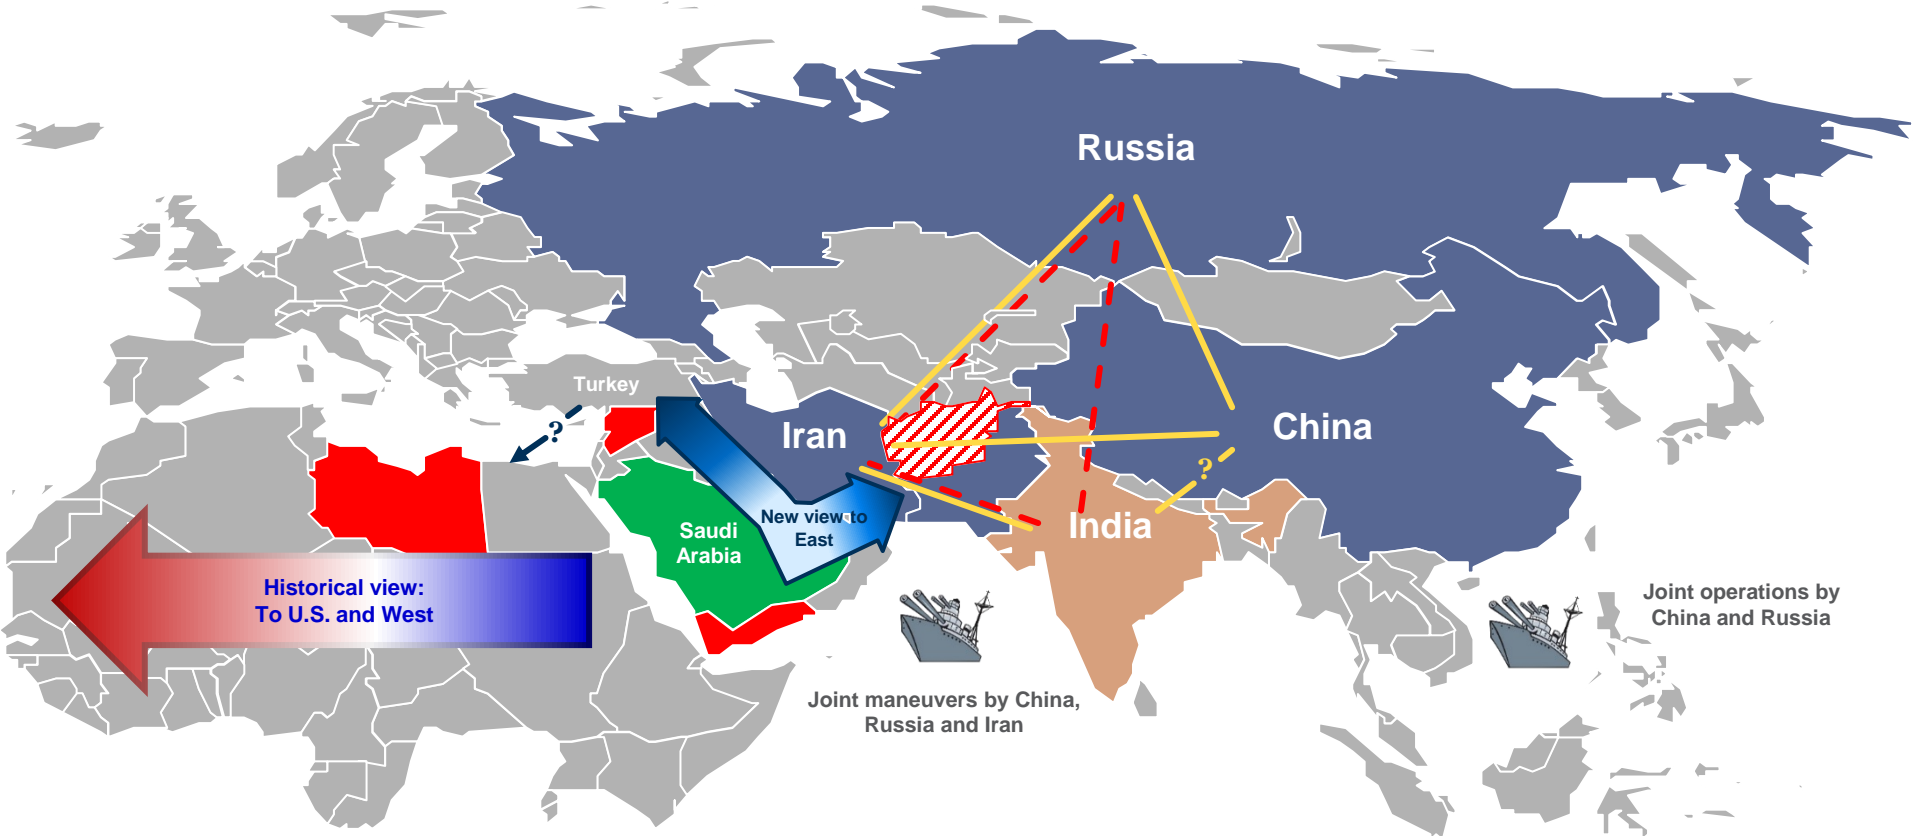 Russia
Turkey
?
Iran
China
?
Saudi
Arabia
New view to
East
India
Historical view:
To U.S. and West
Joint operations by
China and Russia
Joint maneuvers by China,
Russia and Iran